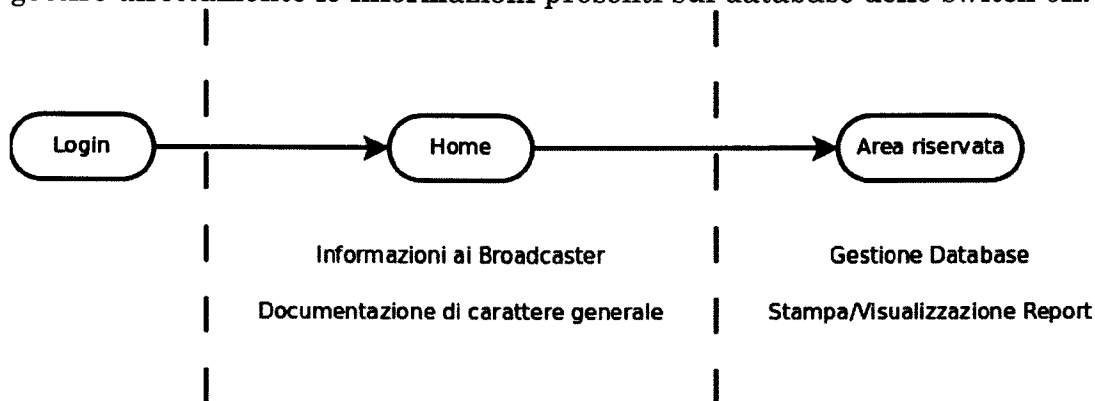 gestire direttamente le informazioni presenti sul database dello switch-off.
Login
Home
Area riservata
Informazioni ai Broadcaster
Gestione Database
Documentazione di carattere generale
Stampa/Visualizzazione Report